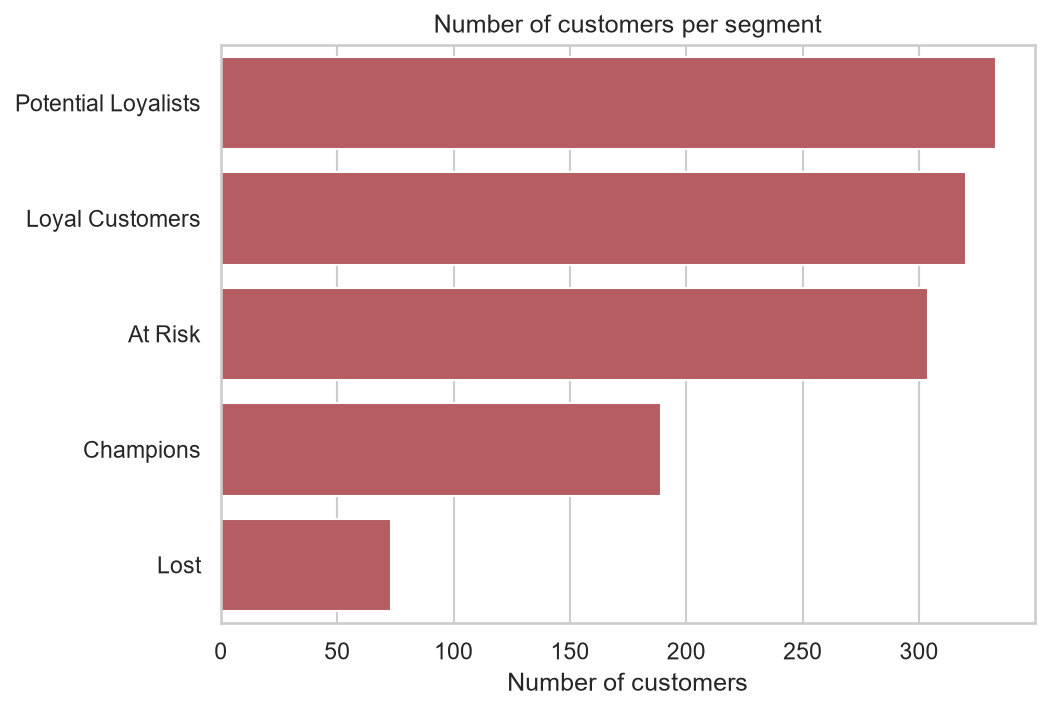 Number of customers per segment
Potential Loyalists
Loyal Customers
At Risk
Champions
Lost
0 50 100 150 200 250 300
Number of customers